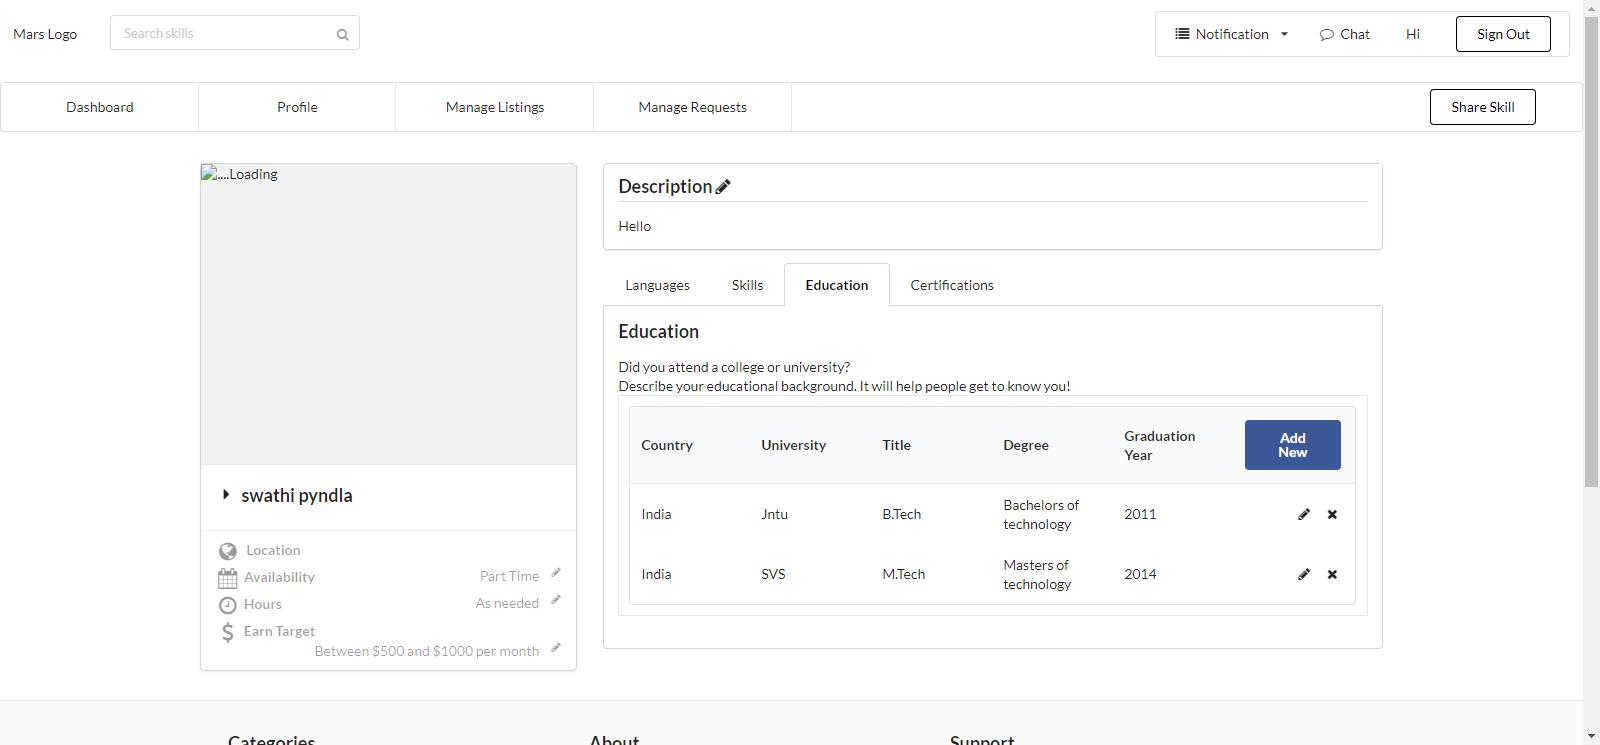 Mars Logo
Search skills
Notification
Chat
Hi
Sign Out
Dashboard
Profile
Manage Listings
Manage Requests
Share Skill
....Loading
swathi pyndla
Location
Availability
Part Time
Hours
As needed
Earn Target
Between $500 and $1000 per month
Description
Hello
Languages
Skills
Education
Certifications
Education
Did you attend a college or university?
Describe your educational background. It will help people get to know you!
Country
University
Title
Degree
Graduation
Year
Add
New
India
Jntu
B.Tech
Bachelors of
technology
2011
India
SVS
M.Tech
Masters of
technology
2014
Categories
About
Support